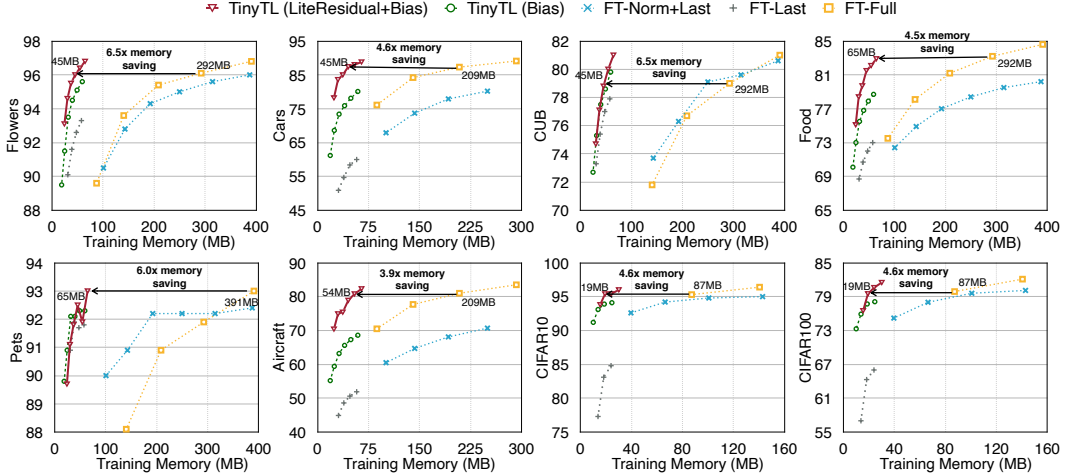 TinyTL (LiteResidual+Bias) TinyTL (Bias) FT-Norm+Last FT-Last FT-Full
98
96
94
92
90
88
Flowers
45MB
6.5x memory
saving
292MB
0 100 200 300 400
Training Memory (MB)
95
85
75
65
55
45
Cars
45MB
4.6x memory
saving
209MB
0 75 150 225 300
Training Memory (MB)
82
80
78
76
74
72
70
CUB
45MB
6.5x memory
saving
292MB
0 100 200 300 400
Training Memory (MB)
85
81
77
73
69
65
Food
65MB
4.5x memory
saving
292MB
0 100 200 300 400
Training Memory (MB)
94
93
92
91
90
89
88
Pets
65MB
6.0x memory
saving
391MB
0 100 200 300 400
Training Memory (MB)
90
80
70
60
50
40
Aircraft
54MB
3.9x memory
saving
209MB
0 75 150 225 300
Training Memory (MB)
100
95
90
85
80
75
CIFAR10
19MB
4.6x memory
saving
87MB
0 40 80 120 160
Training Memory (MB)
85
79
73
67
61
55
CIFAR100
19MB
4.6x memory
saving
87MB
0 40 80 120 160
Training Memory (MB)